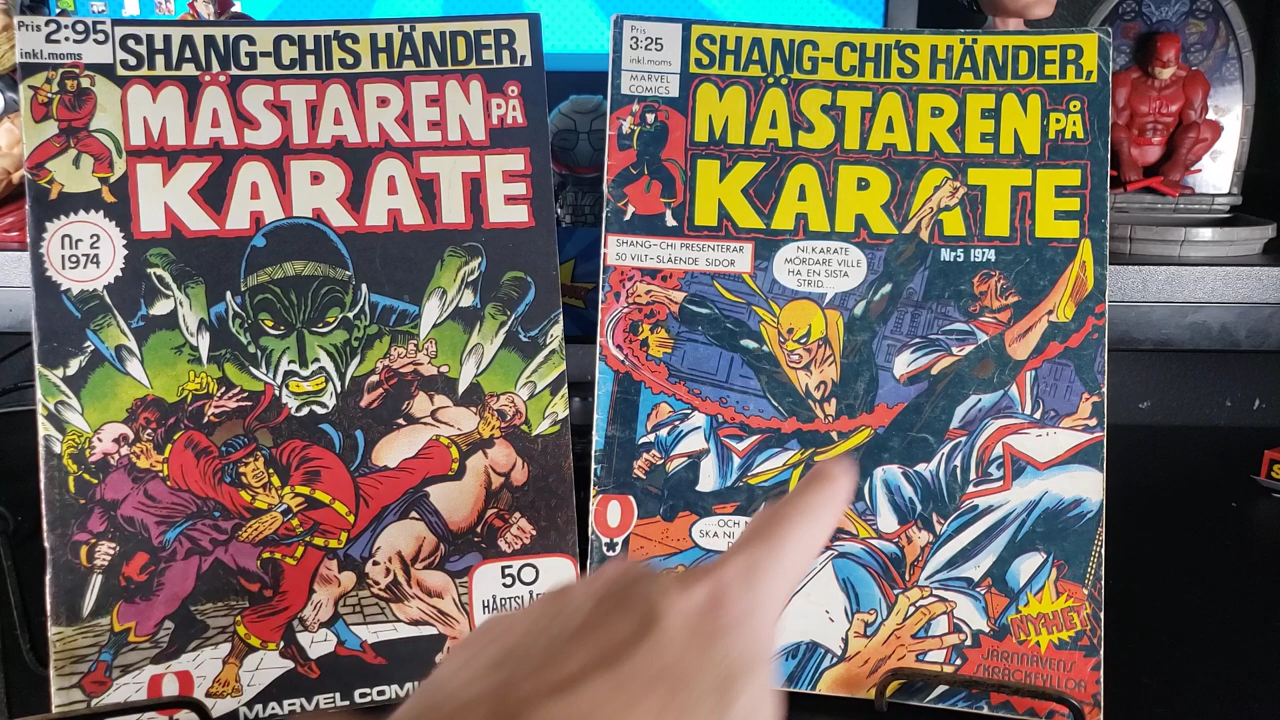 Pris 2:95
inkl.moms
SHANG-CHI'S HÄNDER,
MÄSTAREN PÅ
KARATE
Nr 2
1974
50
MARVEL
Pris
3:25
inkl.moms
MARVEL
COMICS
SHANG-CHI'S HÄNDER,
MÄSTAREN PÅ
KARATE
SHANG-CHI PRESENTERAR
50 VILT-SLÅENDE SIDOR
NI, KARATE
MÖRDARE VILLE
HA EN SISTA
STRID....
Nr 5 1974
....OCH
SKA NI
NYHET
JÄRNNÄVENS